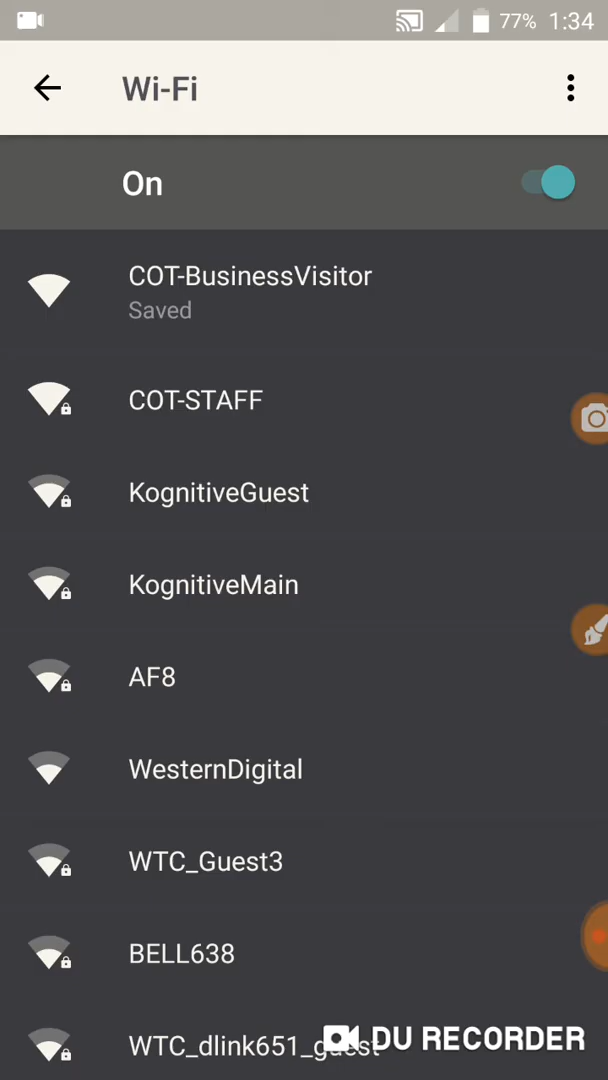 77% 1:34
Wi-Fi
On
COT-BusinessVisitor
Saved
COT-STAFF
KognitiveGuest
KognitiveMain
AF8
WesternDigital
WTC_Guest3
BELL638
WTC_dlink651_guest
DU RECORDER